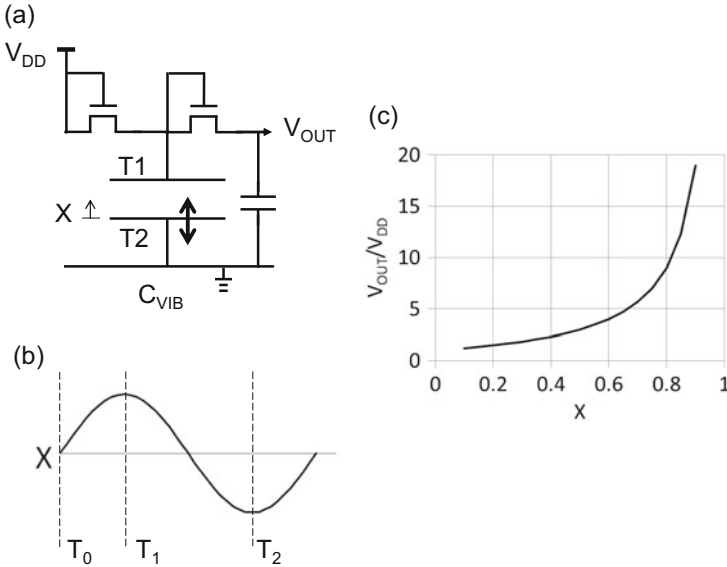 (a)
V_DD
V_OUT
T1
X
T2
C_VIB
(b)
X
T_0
T_1
T_2
(c)
V_OUT/V_DD
20
15
10
5
0
0 0.2 0.4 0.6 0.8 1
X